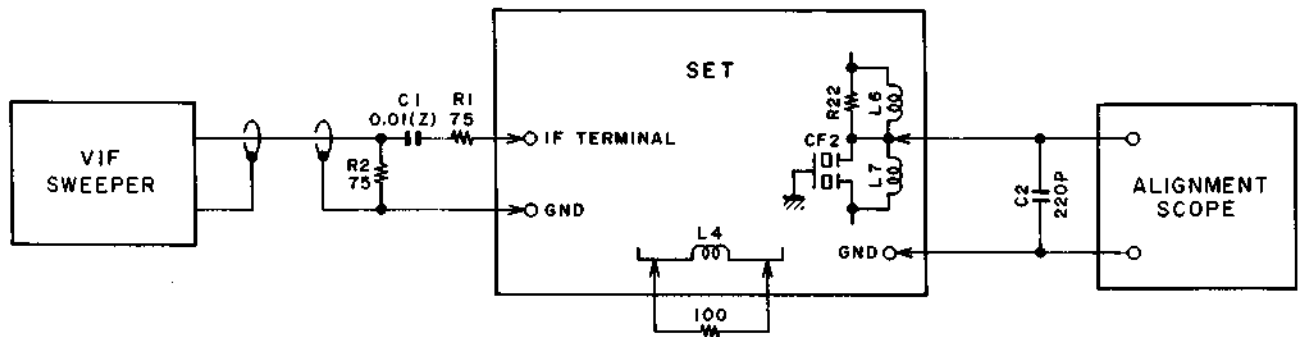 VIF
SWEEPER
C1
0.01(Z)
R1
75
R2
75
SET
IF TERMINAL
GND
R22
L6
CF2
L7
L4
100
GND
C2
220P
ALIGNMENT
SCOPE